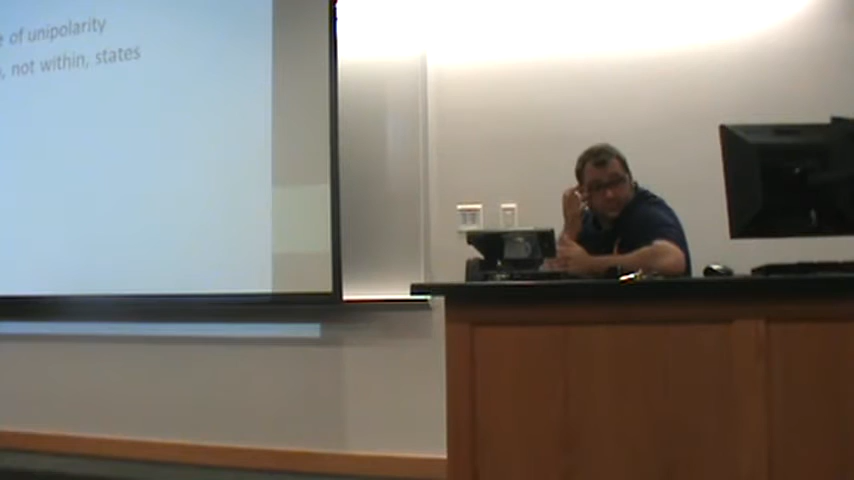 of unipolarity
, not within, states